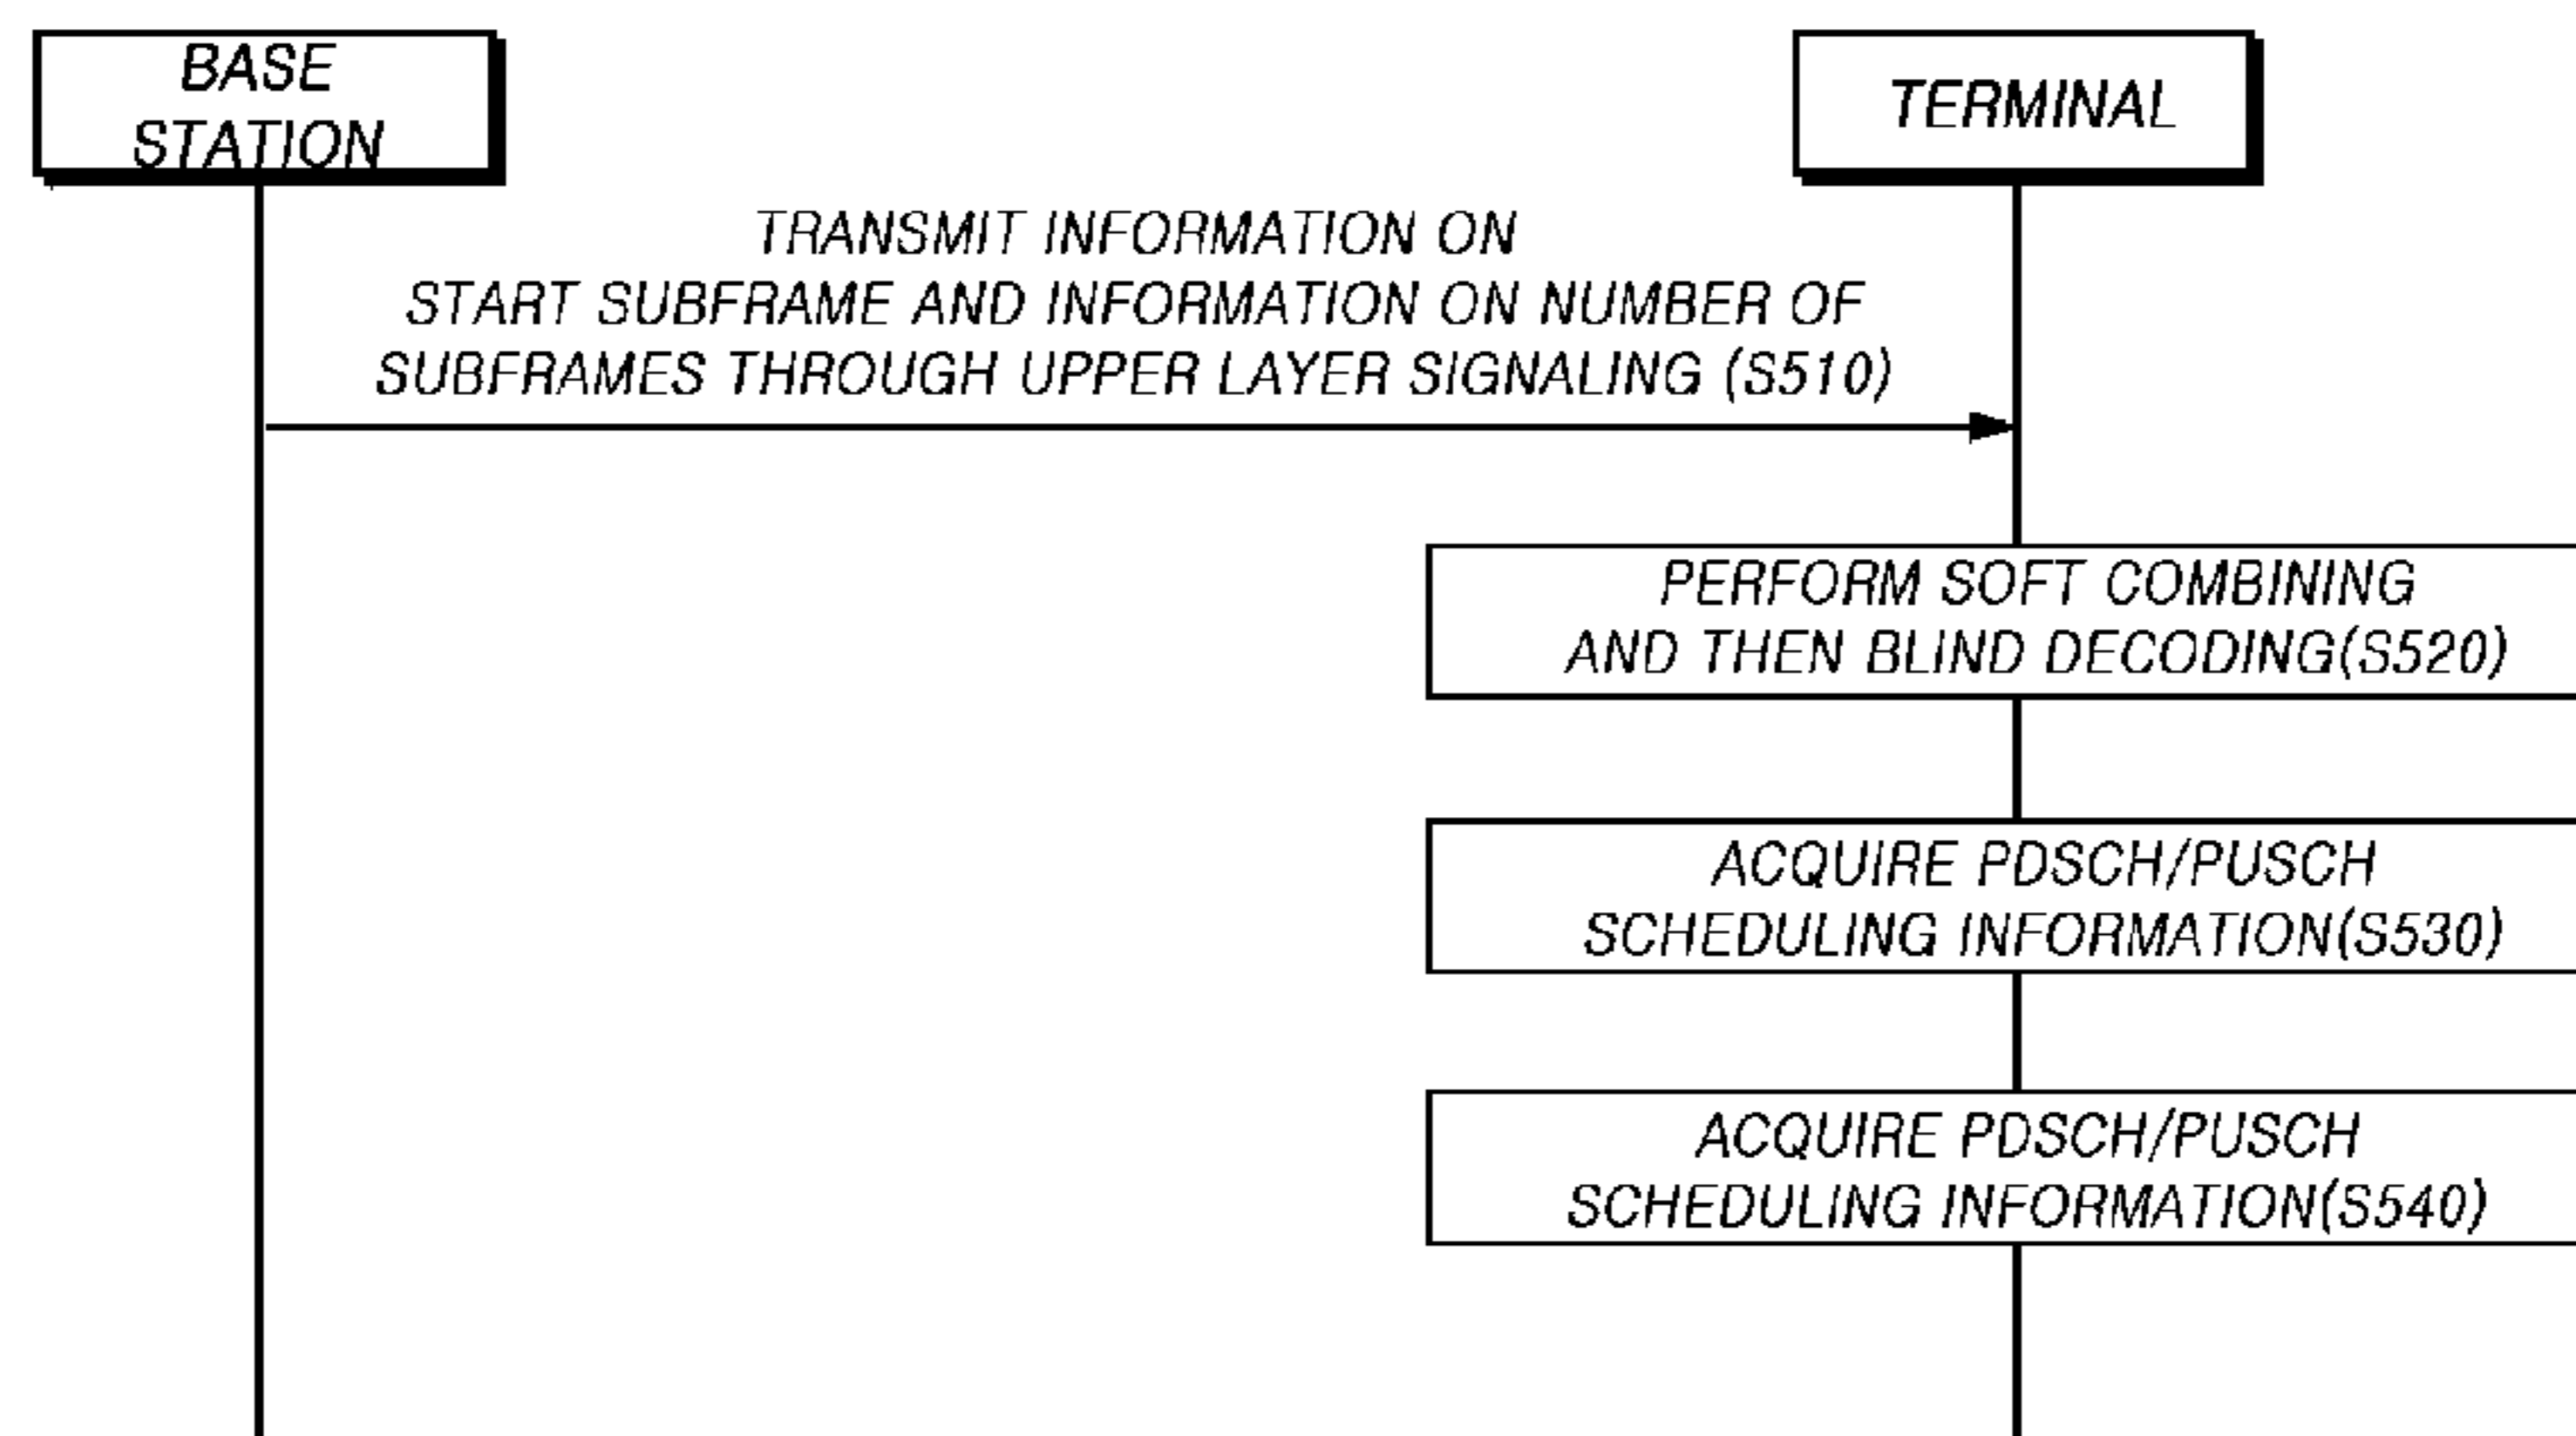 BASE
STATION
TERMINAL
TRANSMIT INFORMATION ON
START SUBFRAME AND INFORMATION ON NUMBER OF
SUBFRAMES THROUGH UPPER LAYER SIGNALING (S510)
PERFORM SOFT COMBINING
AND THEN BLIND DECODING(S520)
ACQUIRE PDSCH/PUSCH
SCHEDULING INFORMATION(S530)
ACQUIRE PDSCH/PUSCH
SCHEDULING INFORMATION(S540)